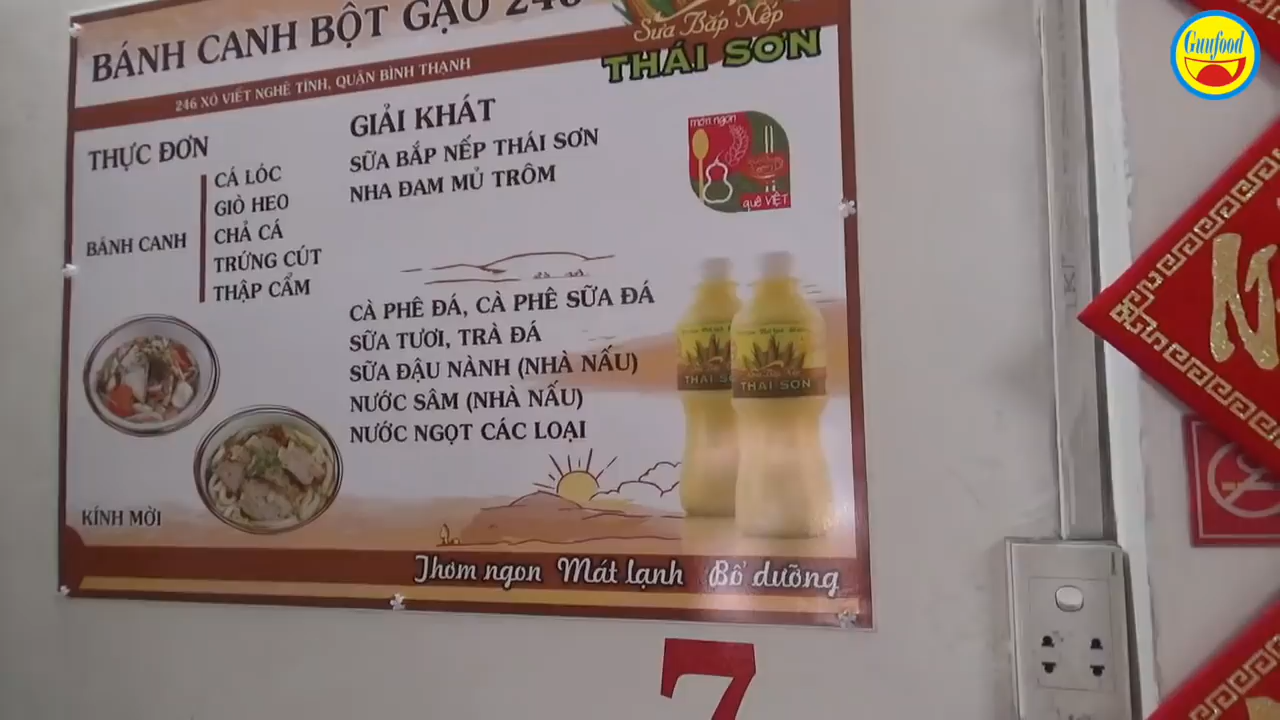 BÁNH CANH BỘT GẠO 246
246 XÔ VIẾT NGHỆ TĨNH, QUẬN BÌNH THẠNH
Sữa Bắp Nếp
THÁI SƠN
Guufood
THỰC ĐƠN
BÁNH CANH
CÁ LÓC
GIÒ HEO
CHẢ CÁ
TRỨNG CÚT
THẬP CẨM
GIẢI KHÁT
SỮA BẮP NẾP THÁI SƠN
NHA ĐAM MỦ TRÔM
món ngon
quê VIỆT
CÀ PHÊ ĐÁ, CÀ PHÊ SỮA ĐÁ
SỮA TƯƠI, TRÀ ĐÁ
SỮA ĐẬU NÀNH (NHÀ NẤU)
NƯỚC SÂM (NHÀ NẤU)
NƯỚC NGỌT CÁC LOẠI
THÁI SƠN
KÍNH MỜI
Thơm ngon Mát lạnh Bổ dưỡng
7